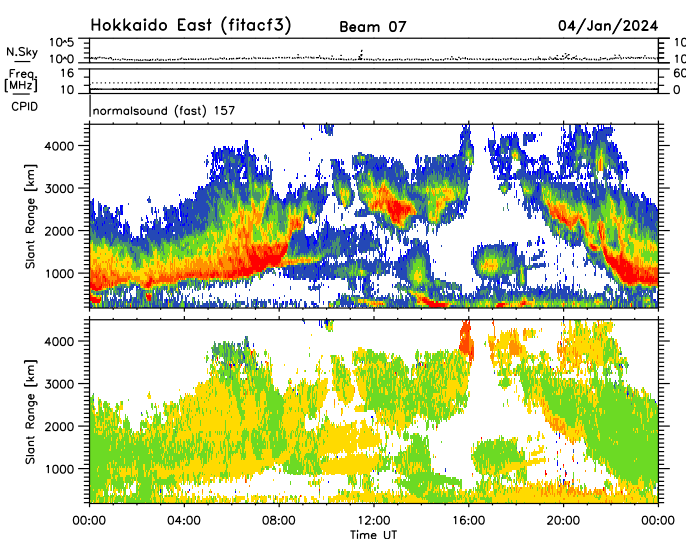 Hokkaido East (fitacf3) Beam 07 04/Jan/2024
N.Sky 10^5 10^0 10 10
Freq. [MHz] 16 10 60 0
CPID normalsound (fast) 157
Slant Range [km] 4000 3000 2000 1000
Slant Range [km] 4000 3000 2000 1000
00:00 04:00 08:00 12:00 16:00 20:00 00:00
Time UT